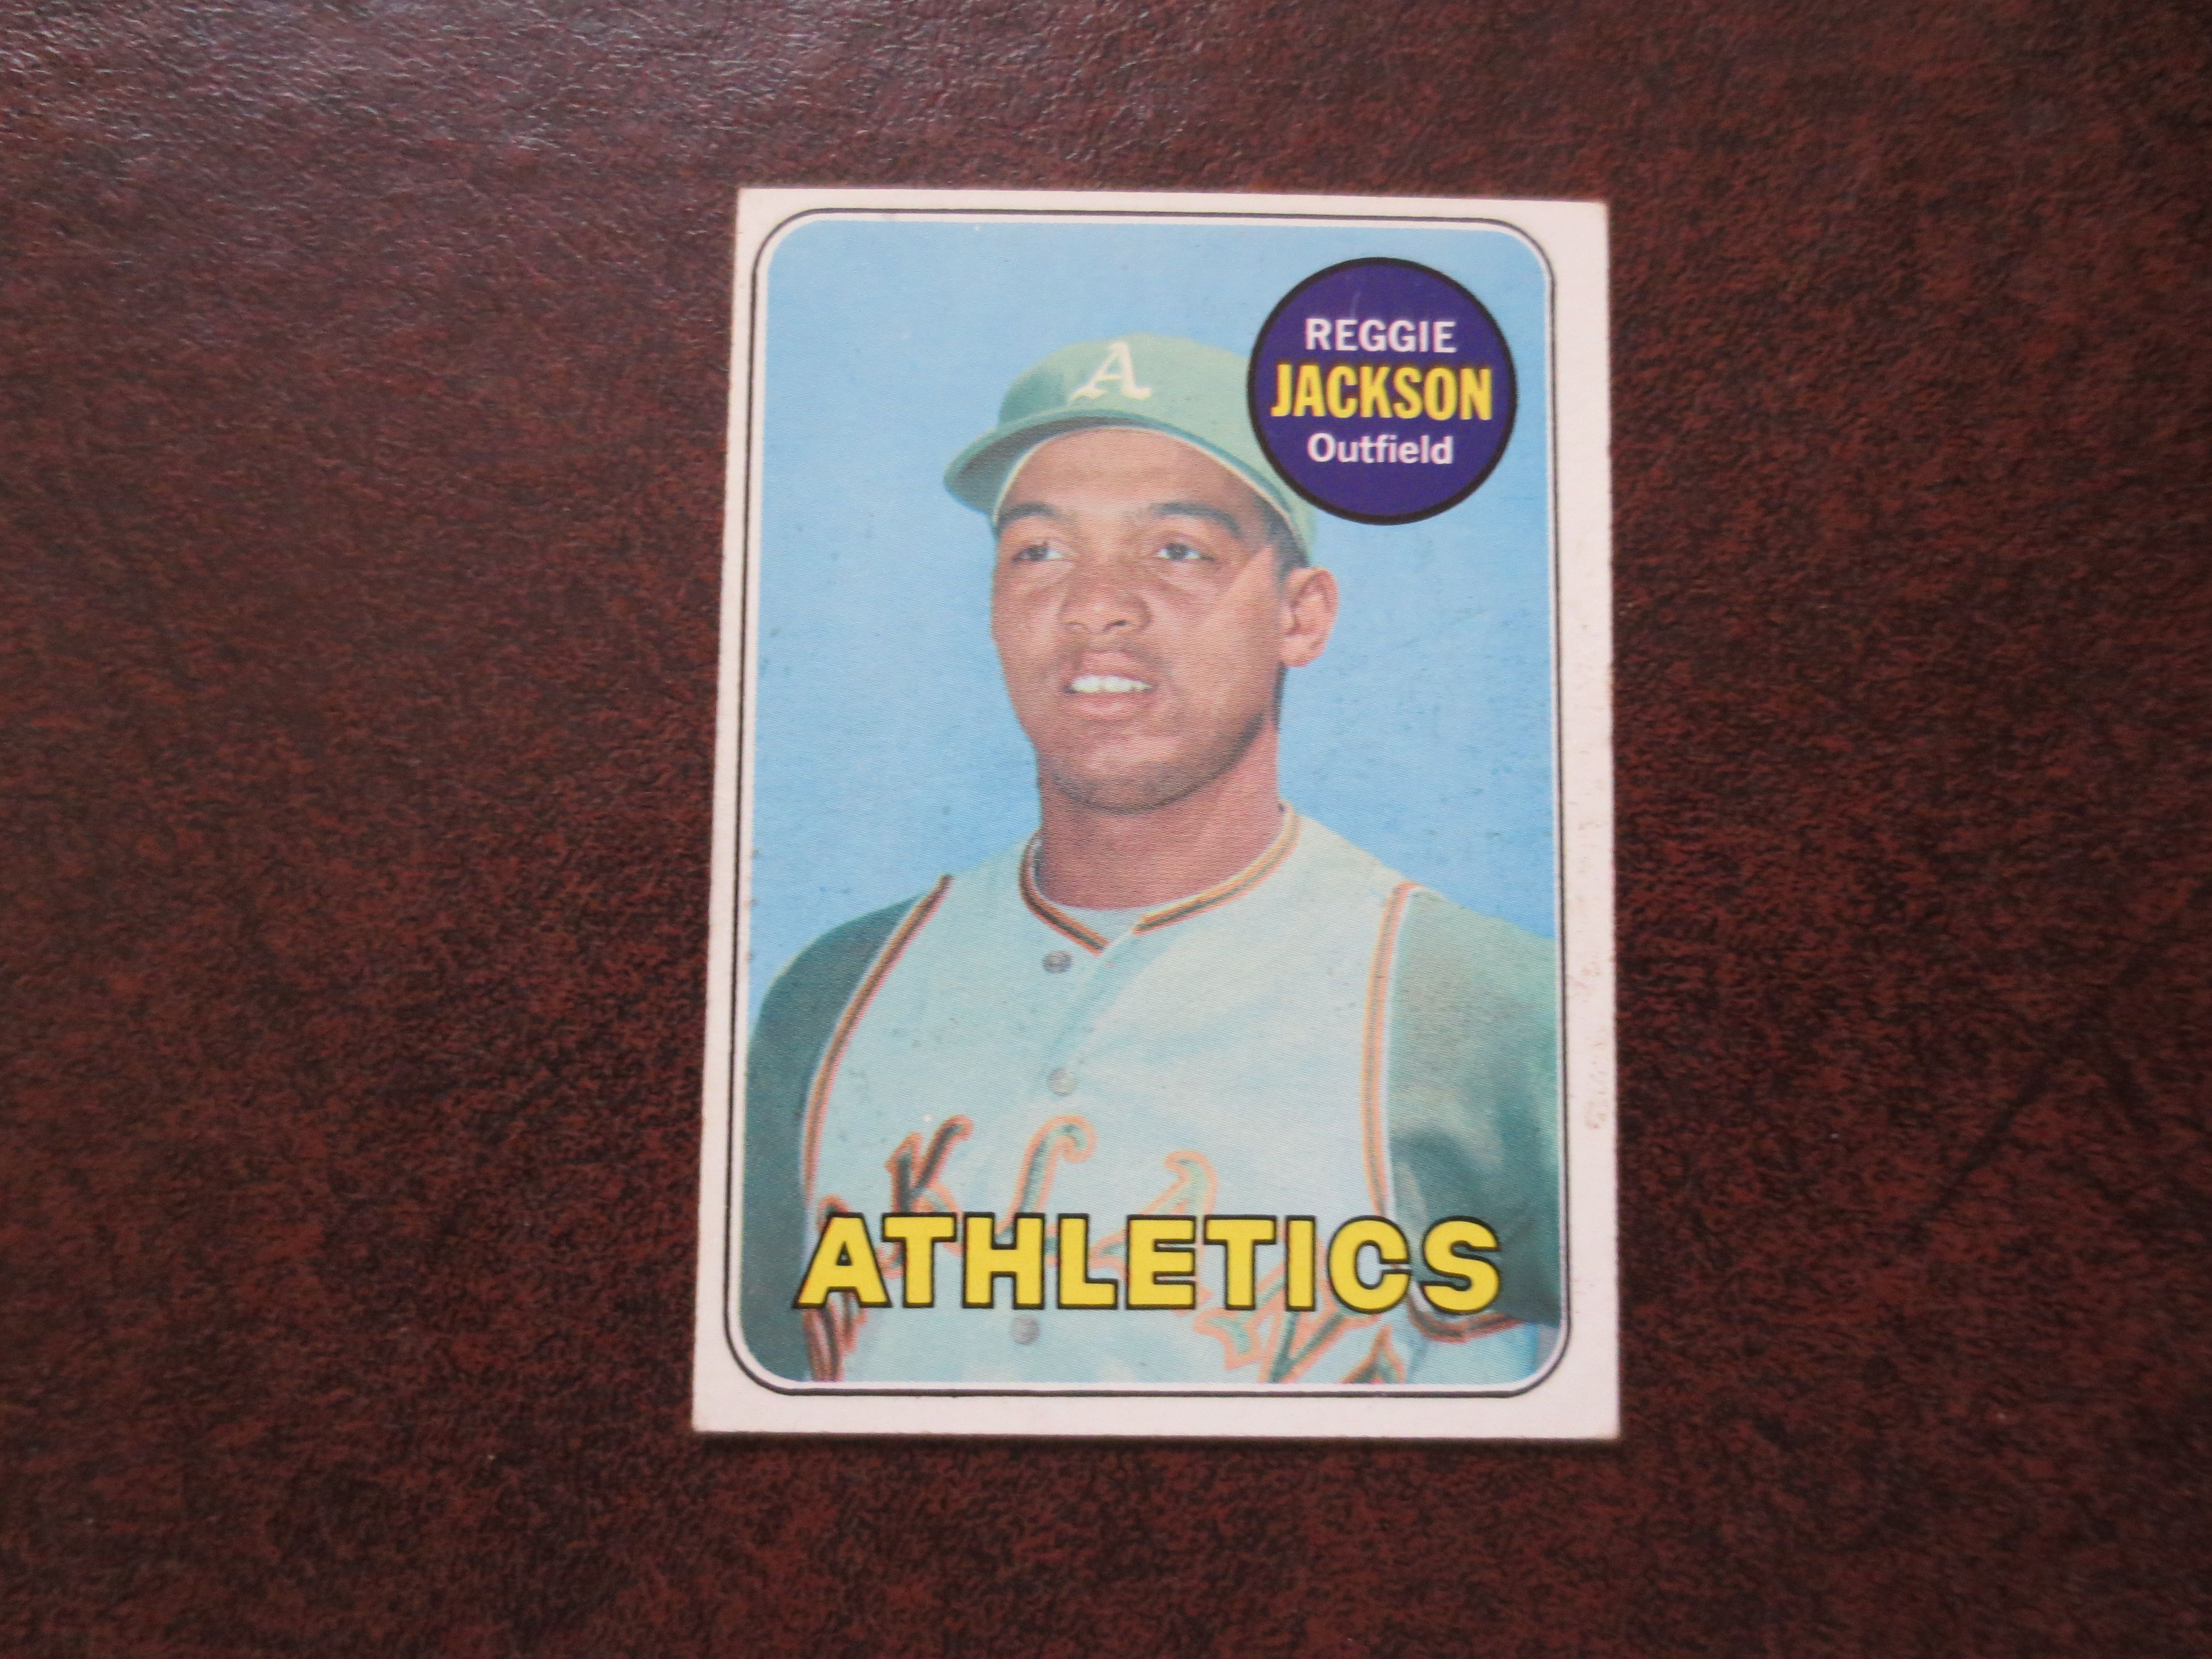 A
REGGIE
JACKSON
Outfield
ATHLETICS